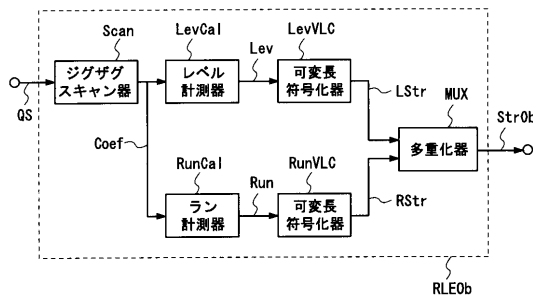 Scan
LevCal
LevVLC
Lev
ジグザグ
スキャン器
レベル
計測器
可変長
符号化器
QS
LStr
MUX
StrOb
Coef
多重化器
RunCal
Run
RunVLC
ラン
計測器
可変長
符号化器
RStr
RLEOb